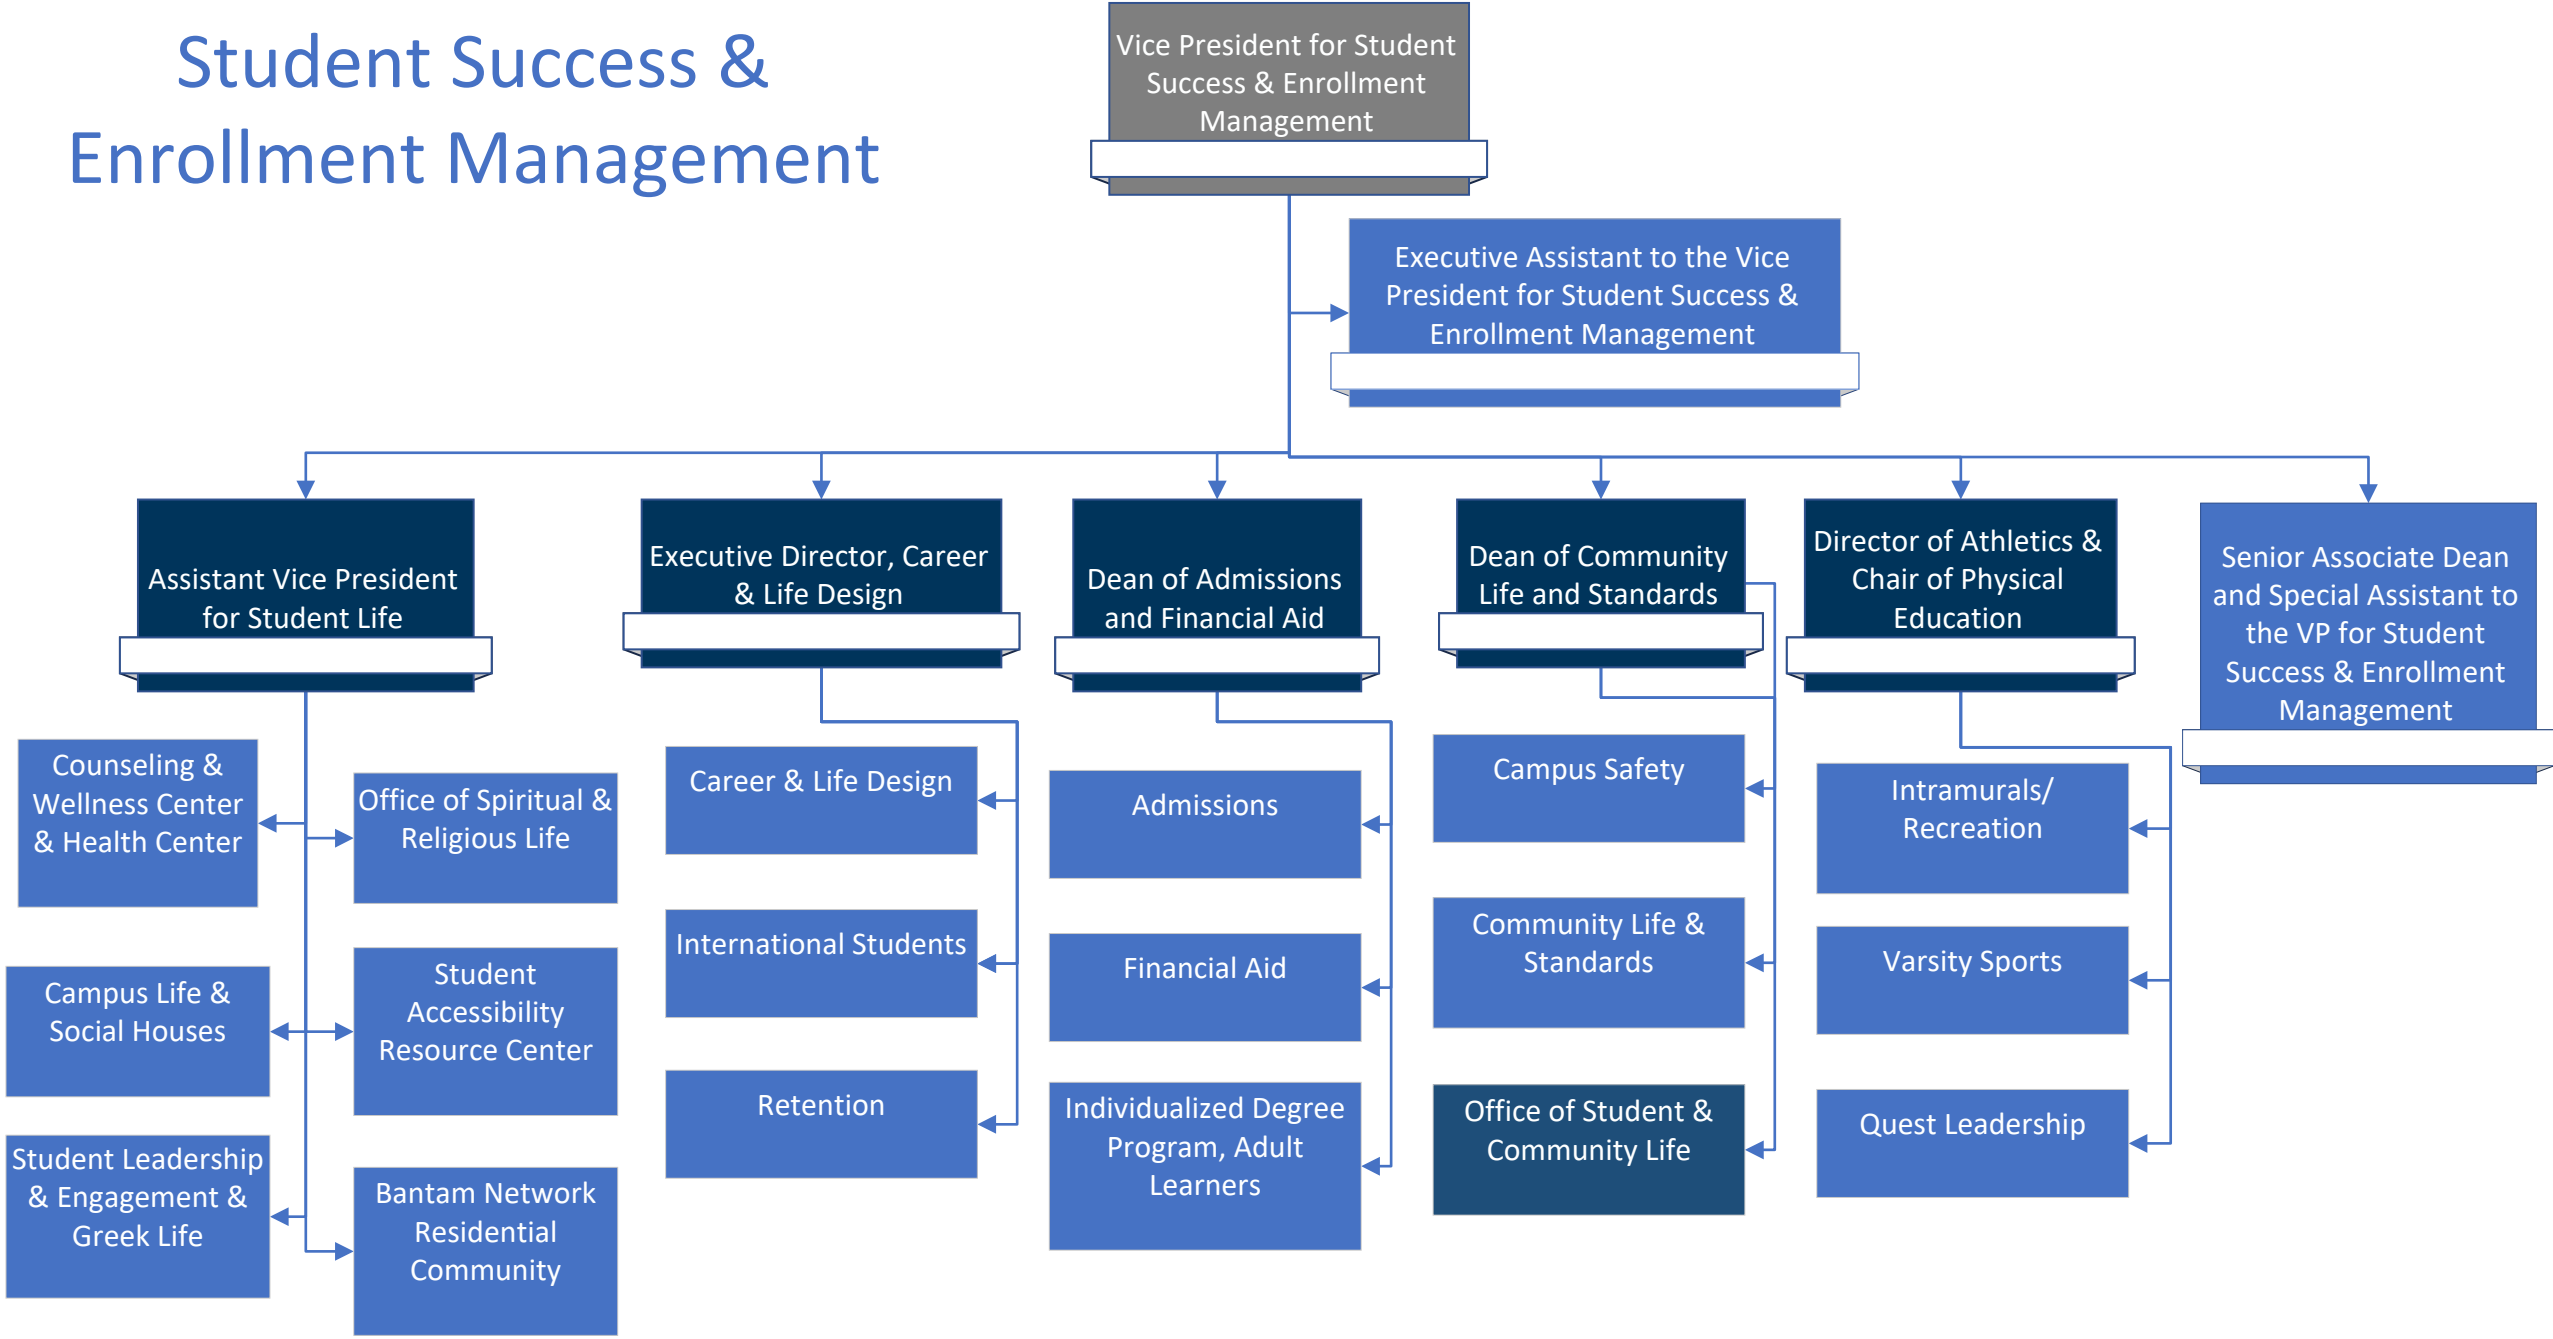 Student Success &
Enrollment Management
Vice President for Student
Success & Enrollment
Management
Executive Assistant to the Vice
President for Student Success &
Enrollment Management
Assistant Vice President
for Student Life
Executive Director, Career
& Life Design
Dean of Admissions
and Financial Aid
Dean of Community
Life and Standards
Director of Athletics &
Chair of Physical
Education
Senior Associate Dean
and Special Assistant to
the VP for Student
Success & Enrollment
Management
Counseling &
Wellness Center
& Health Center
Office of Spiritual &
Religious Life
Campus Life &
Social Houses
Student
Accessibility
Resource Center
Student Leadership
& Engagement &
Greek Life
Bantam Network
Residential
Community
Career & Life Design
International Students
Retention
Admissions
Financial Aid
Individualized Degree
Program, Adult
Learners
Campus Safety
Community Life &
Standards
Office of Student &
Community Life
Intramurals/
Recreation
Varsity Sports
Quest Leadership